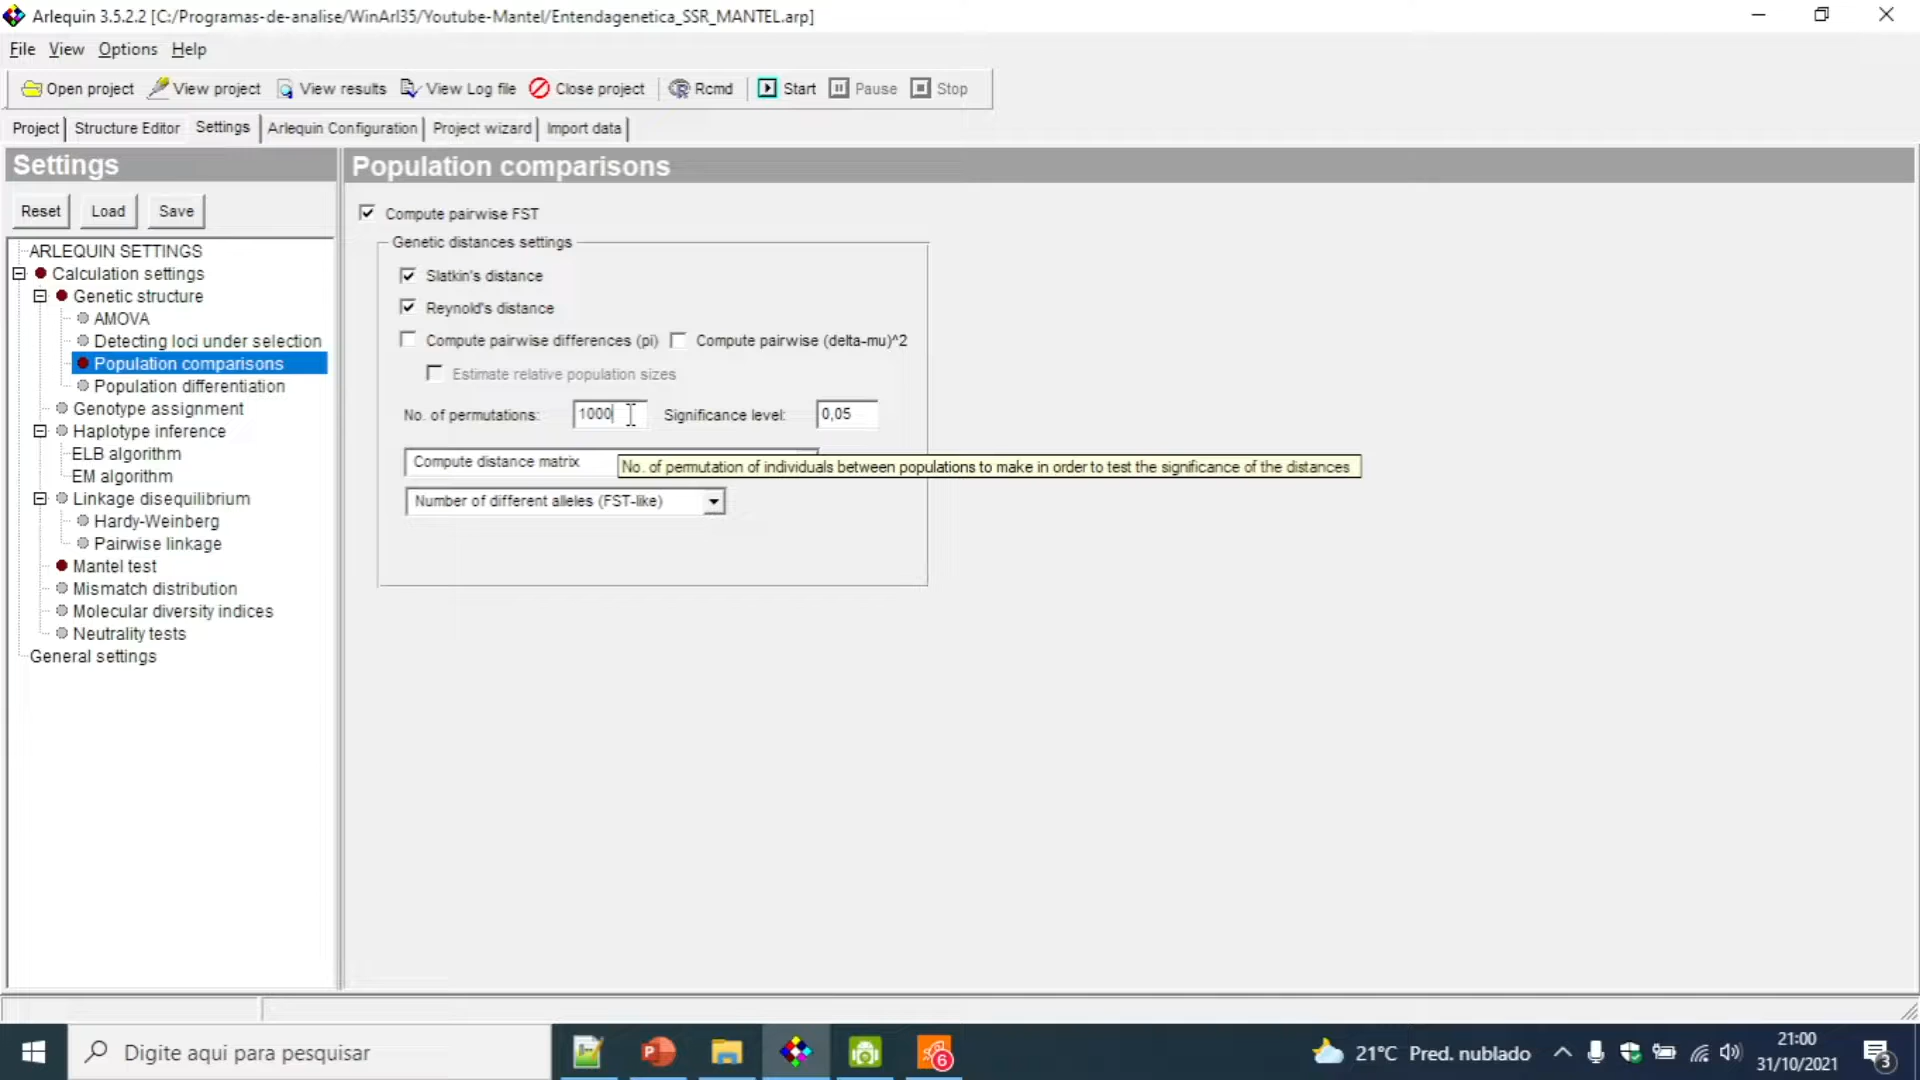 Arlequin 3.5.2.2 [C:/Programas-de-analise/WinArl35/Youtube-Mantel/Entendagenetica_SSR_MANTEL.arp]
File View Options Help
Open project View project View results View Log file Close project Rcmd Start Pause Stop
Project Structure Editor Settings Arlequin Configuration Project wizard Import data
Settings
Reset Load Save
ARLEQUIN SETTINGS
Calculation settings
Genetic structure
AMOVA
Detecting loci under selection
Population comparisons
Population differentiation
Genotype assignment
Haplotype inference
ELB algorithm
EM algorithm
Linkage disequilibrium
Hardy-Weinberg
Pairwise linkage
Mantel test
Mismatch distribution
Molecular diversity indices
Neutrality tests
General settings
Population comparisons
Compute pairwise FST
Genetic distances settings
Slatkin's distance
Reynold's distance
Compute pairwise differences (pi) Compute pairwise (delta-mu)^2
Estimate relative population sizes
No. of permutations: 1000 Significance level: 0,05
Compute distance matrix
No. of permutation of individuals between populations to make in order to test the significance of the distances
Number of different alleles (FST-like)
Digite aqui para pesquisar
6
21°C Pred. nublado
21:00
31/10/2021
3